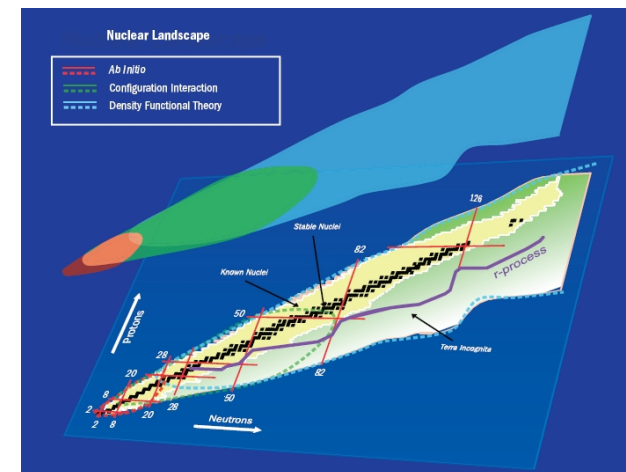 Nuclear Landscape
Ab Initio
Configuration Interaction
Density Functional Theory
126
Stable Nuclei
82
Known Nuclei
r-process
50
Protons
Terra Incognita
28
82
20
8
50
28
20
Neutrons
2
2 8